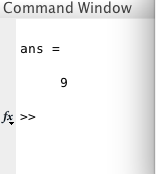 Command Window
ans =
9
fx >>